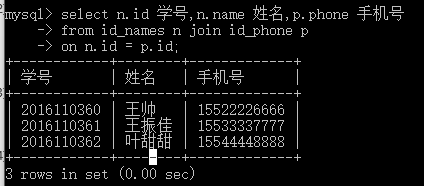 mysql> select n.id 学号,n.name 姓名,p.phone 手机号
-> from id_names n join id_phone p
-> on n.id = p.id;
+------------+--------+-------------+
| 学号 | 姓名 | 手机号 |
+------------+--------+-------------+
| 2016110360 | 王帅 | 15522226666 |
| 2016110361 | 王振佳 | 15533337777 |
| 2016110362 | 叶甜甜 | 15544448888 |
+------------+--------+-------------+
3 rows in set (0.00 sec)